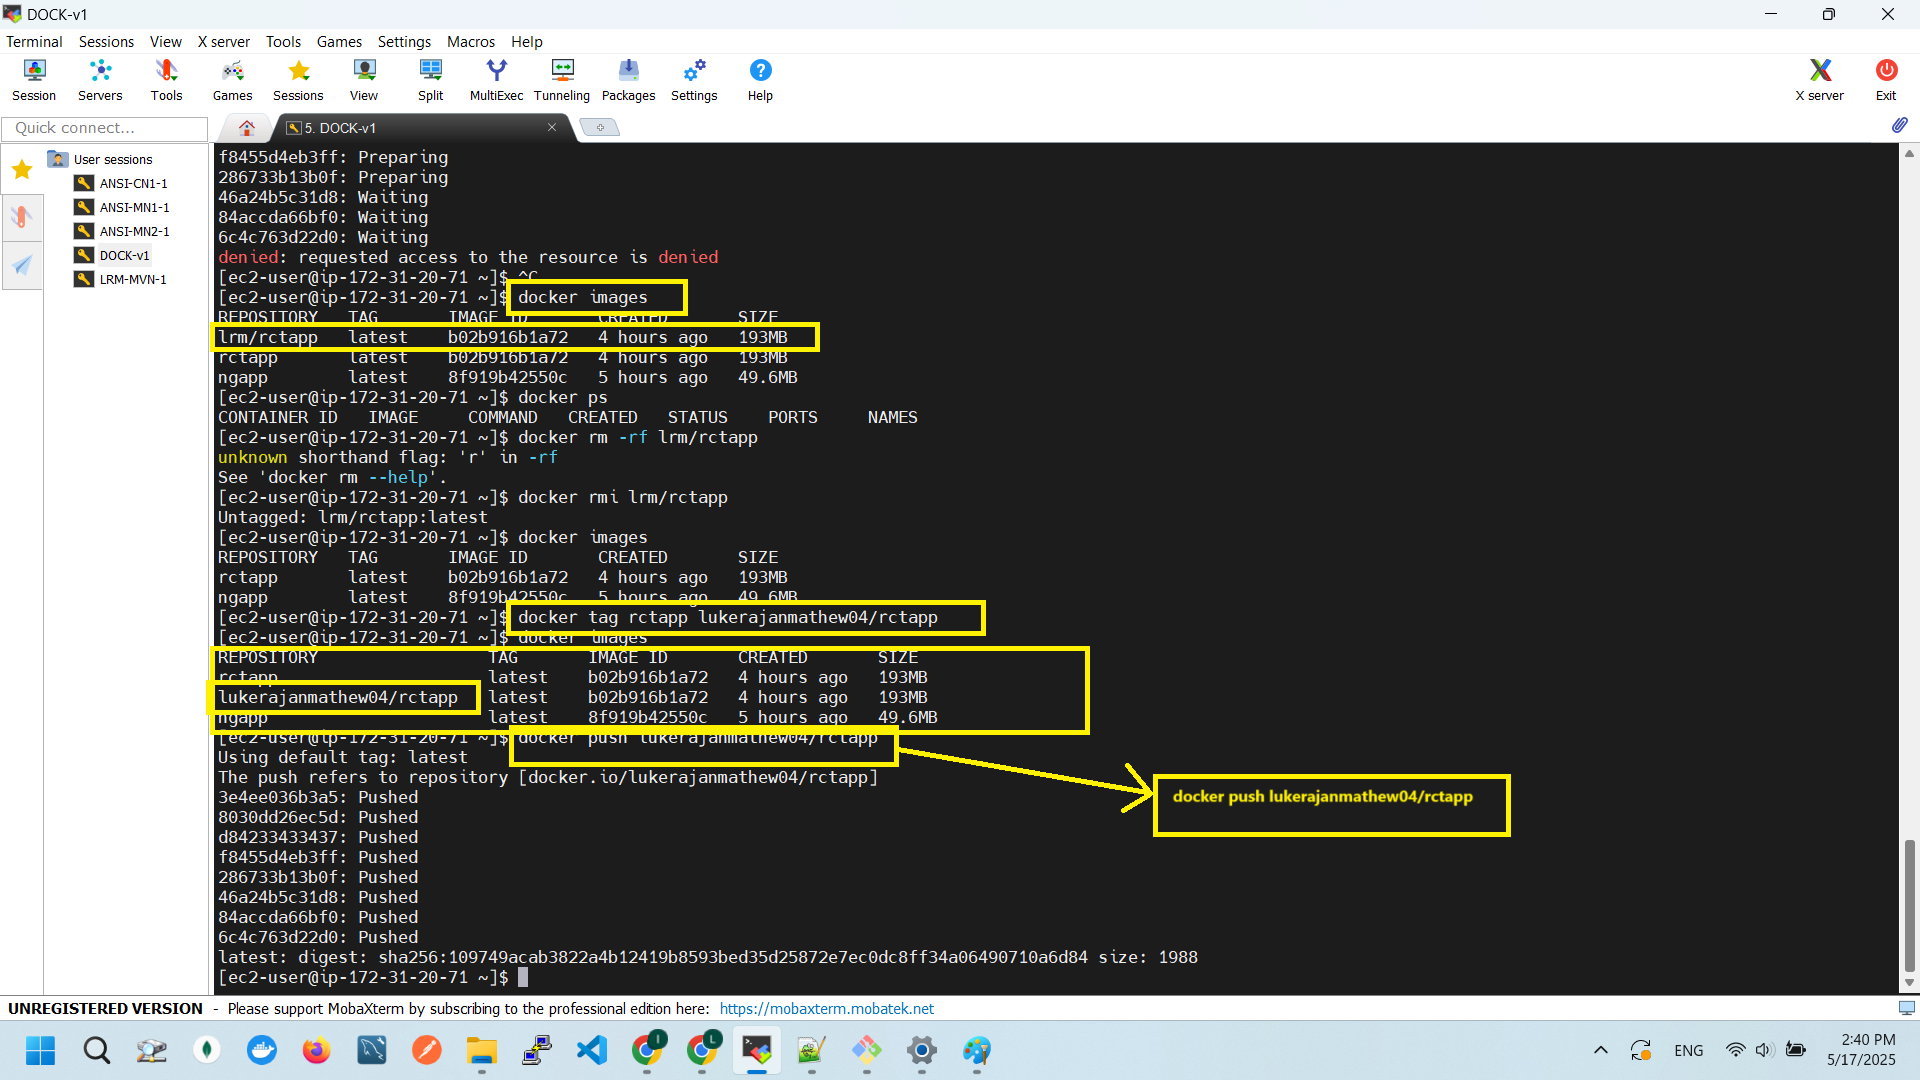 DOCK-v1
Terminal Sessions View X server Tools Games Settings Macros Help
Session Servers Tools Games Sessions View Split MultiExec Tunneling Packages Settings Help X server Exit
Quick connect...
5. DOCK-v1
User sessions
ANSI-CN1-1
ANSI-MN1-1
ANSI-MN2-1
DOCK-v1
LRM-MVN-1
f8455d4eb3ff: Preparing
286733b13b0f: Preparing
46a24b5c31d8: Waiting
84accda66bf0: Waiting
6c4c763d22d0: Waiting
denied: requested access to the resource is denied
[ec2-user@ip-172-31-20-71 ~]$ ^C
[ec2-user@ip-172-31-20-71 ~]$ docker images
REPOSITORY TAG IMAGE ID CREATED SIZE
lrm/rctapp latest b02b916b1a72 4 hours ago 193MB
rctapp latest b02b916b1a72 4 hours ago 193MB
ngapp latest 8f919b42550c 5 hours ago 49.6MB
[ec2-user@ip-172-31-20-71 ~]$ docker ps
CONTAINER ID IMAGE COMMAND CREATED STATUS PORTS NAMES
[ec2-user@ip-172-31-20-71 ~]$ docker rm -rf lrm/rctapp
unknown shorthand flag: 'r' in -rf
See 'docker rm --help'.
[ec2-user@ip-172-31-20-71 ~]$ docker rmi lrm/rctapp
Untagged: lrm/rctapp:latest
[ec2-user@ip-172-31-20-71 ~]$ docker images
REPOSITORY TAG IMAGE ID CREATED SIZE
rctapp latest b02b916b1a72 4 hours ago 193MB
ngapp latest 8f919b42550c 5 hours ago 49.6MB
[ec2-user@ip-172-31-20-71 ~]$ docker tag rctapp lukerajanmathew04/rctapp
[ec2-user@ip-172-31-20-71 ~]$ docker images
REPOSITORY TAG IMAGE ID CREATED SIZE
rctapp latest b02b916b1a72 4 hours ago 193MB
lukerajanmathew04/rctapp latest b02b916b1a72 4 hours ago 193MB
ngapp latest 8f919b42550c 5 hours ago 49.6MB
[ec2-user@ip-172-31-20-71 ~]$ docker push lukerajanmathew04/rctapp
Using default tag: latest
The push refers to repository [docker.io/lukerajanmathew04/rctapp]
3e4ee036b3a5: Pushed
docker push lukerajanmathew04/rctapp
8030dd26ec5d: Pushed
d84233433437: Pushed
f8455d4eb3ff: Pushed
286733b13b0f: Pushed
46a24b5c31d8: Pushed
84accda66bf0: Pushed
6c4c763d22d0: Pushed
latest: digest: sha256:109749acab3822a4b12419b8593bed35d25872e7ec0dc8ff34a06490710a6d84 size: 1988
[ec2-user@ip-172-31-20-71 ~]$
UNREGISTERED VERSION - Please support MobaXterm by subscribing to the professional edition here: https://mobaxterm.mobatek.net
I L
ENG
2:40 PM
5/17/2025